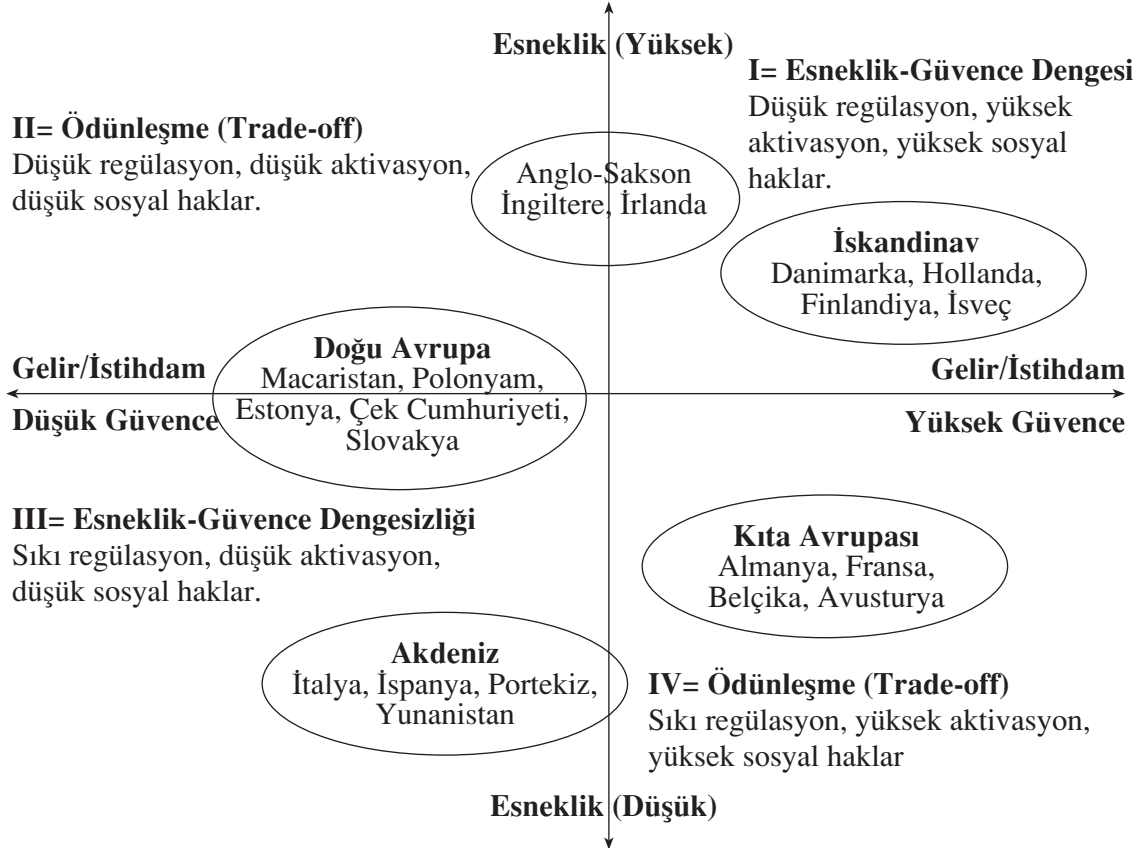 Esneklik (Yüksek)
I= Esneklik-Güvence Dengesi
Düşük regülasyon, yüksek
aktivasyon, yüksek sosyal
haklar.
II= Ödünleşme (Trade-off)
Düşük regülasyon, düşük aktivasyon,
düşük sosyal haklar.
Anglo-Sakson
İngiltere, İrlanda
İskandinav
Danimarka, Hollanda,
Finlandiya, İsveç
Doğu Avrupa
Macaristan, Polonyam,
Estonya, Çek Cumhuriyeti,
Slovakya
Gelir/İstihdam
Düşük Güvence
Gelir/İstihdam
Yüksek Güvence
III= Esneklik-Güvence Dengesizliği
Sıkı regülasyon, düşük aktivasyon,
düşük sosyal haklar.
Kıta Avrupası
Almanya, Fransa,
Belçika, Avusturya
Akdeniz
İtalya, İspanya, Portekiz,
Yunanistan
IV= Ödünleşme (Trade-off)
Sıkı regülasyon, yüksek aktivasyon,
yüksek sosyal haklar
Esneklik (Düşük)